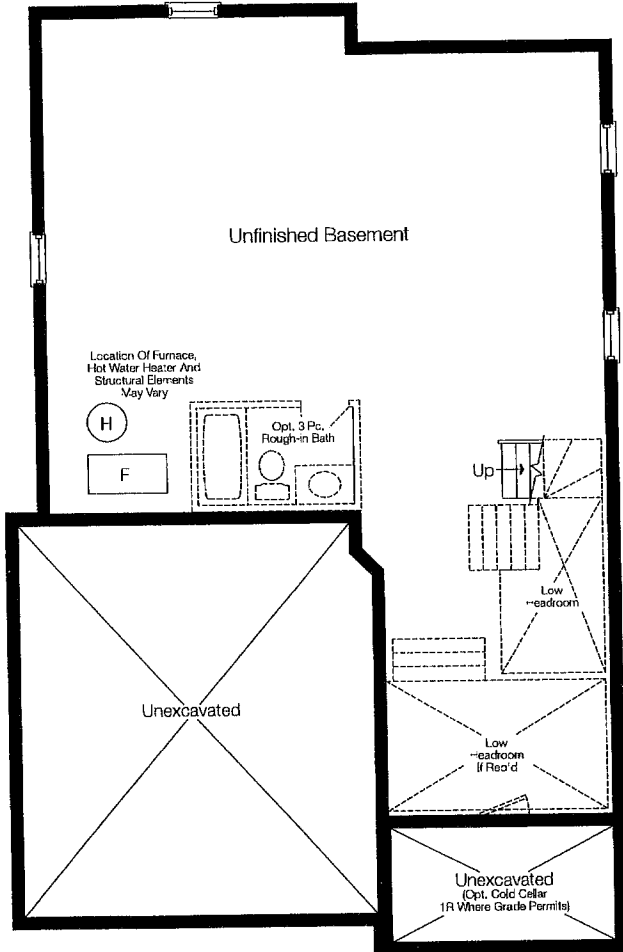 Unfinished Basement
Location Of Furnace,
Hot Water Heater And
Structural Elements
May Vary
H
F
Opt. 3 Pc.
Rough-in Bath
Up
Low
Headroom
Unexcavated
Low
Headroom
If Req'd
Unexcavated
(Opt. Cold Cellar
1R Where Grade Permits)